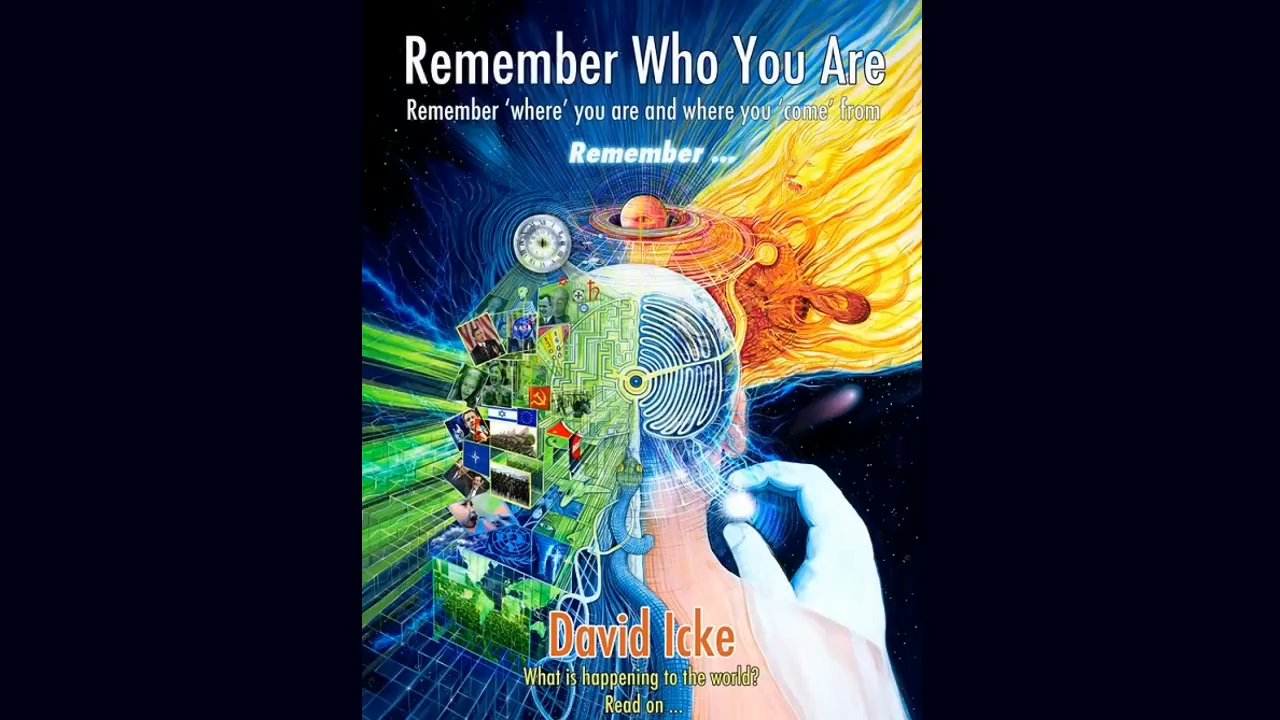 Remember Who You Are
Remember ‘where’ you are and where you ‘come’ from
Remember ...
NASA
David Icke
What is happening to the world?
Read on ...